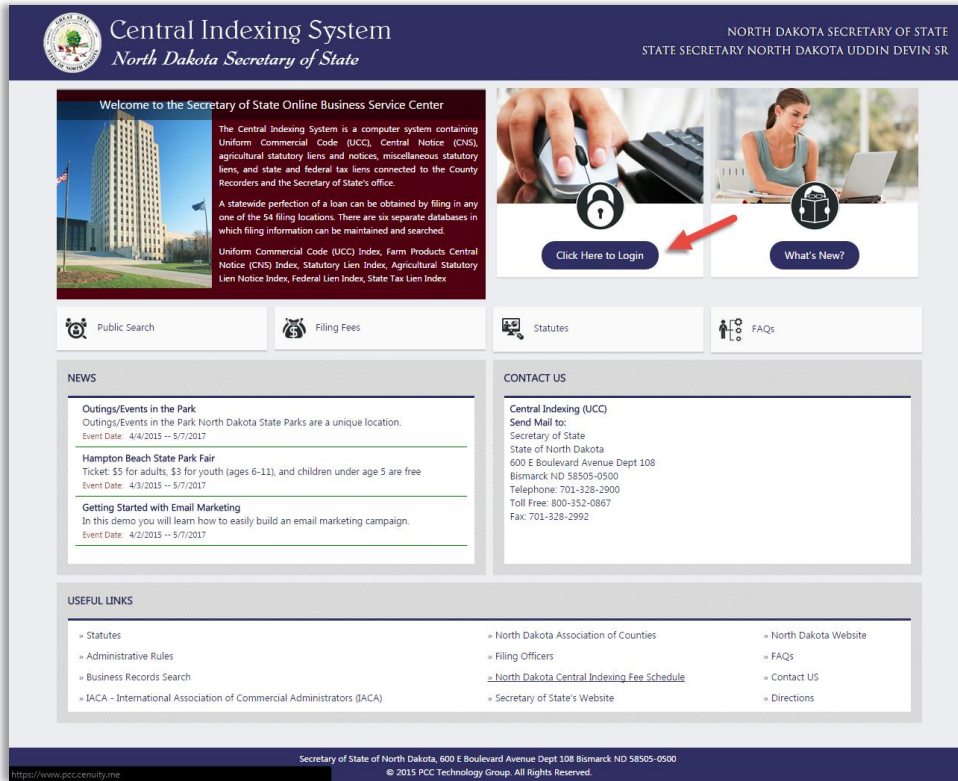 Central Indexing System
North Dakota Secretary of State
NORTH DAKOTA SECRETARY OF STATE
STATE SECRETARY NORTH DAKOTA UDDIN DEVIN SR
Welcome to the Secretary of State Online Business Service Center
The Central Indexing System is a computer system containing
Uniform Commercial Code (UCC), Central Notice (CNS),
agricultural statutory liens and notices, miscellaneous statutory
liens, and state and federal tax liens connected to the County
Recorders and the Secretary of State's office.
A statewide perfection of a loan can be obtained by filing in any
one of the 54 filing locations. There are six separate databases in
which filing information can be maintained and searched.
Uniform Commercial Code (UCC) Index, Farm Products Central
Notice (CNS) Index, Statutory Lien Index, Agricultural Statutory
Lien Notice Index, Federal Lien Index, State Tax Lien Index
Click Here to Login
What's New?
Public Search
Filing Fees
Statutes
FAQs
NEWS
Outings/Events in the Park
Outings/Events in the Park North Dakota State Parks are a unique location.
Event Date: 4/4/2015 -- 5/7/2017
Hampton Beach State Park Fair
Ticket: $5 for adults, $3 for youth (ages 6-11), and children under age 5 are free
Event Date: 4/3/2015 -- 5/7/2017
Getting Started with Email Marketing
In this demo you will learn how to easily build an email marketing campaign.
Event Date: 4/2/2015 -- 5/7/2017
CONTACT US
Central Indexing (UCC)
Send Mail to:
Secretary of State
State of North Dakota
600 E Boulevard Avenue Dept 108
Bismarck ND 58505-0500
Telephone: 701-328-2900
Toll Free: 800-352-0867
Fax: 701-328-2992
USEFUL LINKS
» Statutes
» Administrative Rules
» Business Records Search
» IACA - International Association of Commercial Administrators (IACA)
» North Dakota Association of Counties
» Filing Officers
» North Dakota Central Indexing Fee Schedule
» Secretary of State's Website
» North Dakota Website
» FAQs
» Contact US
» Directions
Secretary of State of North Dakota, 600 E Boulevard Avenue Dept 108 Bismarck ND 58505-0500
© 2015 PCC Technology Group. All Rights Reserved.
https://www.pcc.cenuity.me